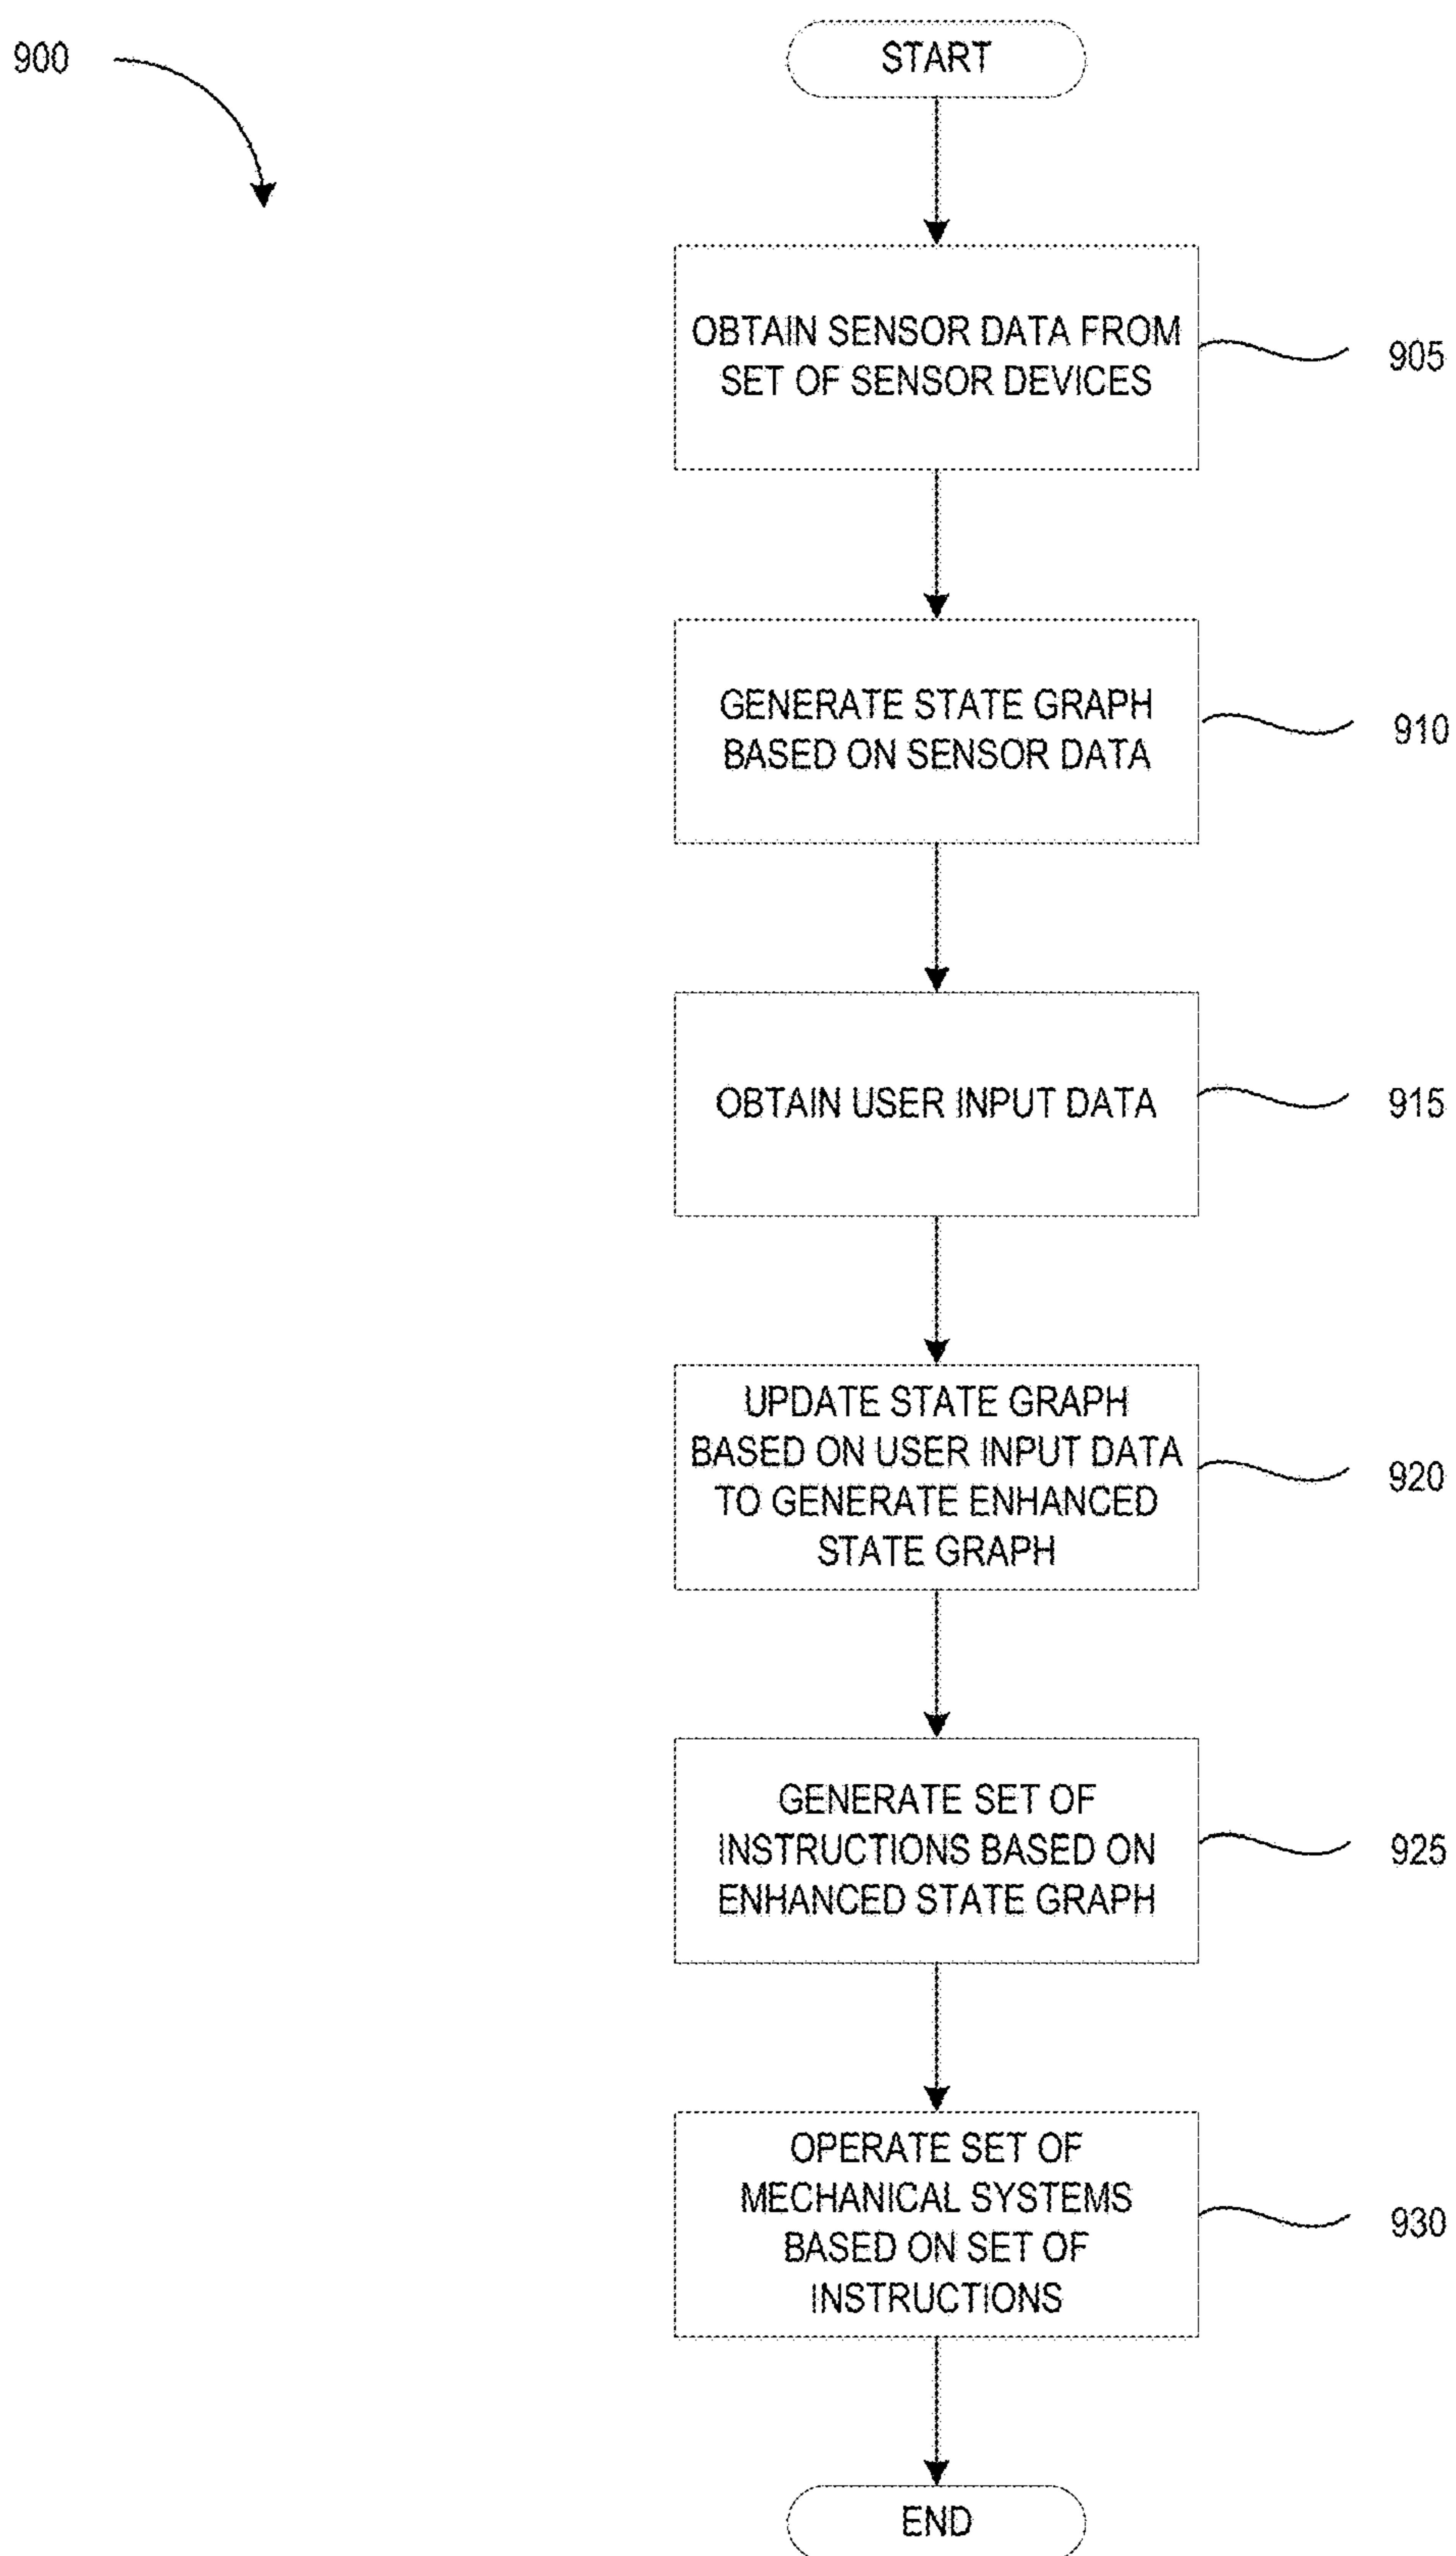 900
START
OBTAIN SENSOR DATA FROM
SET OF SENSOR DEVICES
905
GENERATE STATE GRAPH
BASED ON SENSOR DATA
910
OBTAIN USER INPUT DATA
915
UPDATE STATE GRAPH
BASED ON USER INPUT DATA
TO GENERATE ENHANCED
STATE GRAPH
920
GENERATE SET OF
INSTRUCTIONS BASED ON
ENHANCED STATE GRAPH
925
OPERATE SET OF
MECHANICAL SYSTEMS
BASED ON SET OF
INSTRUCTIONS
930
END